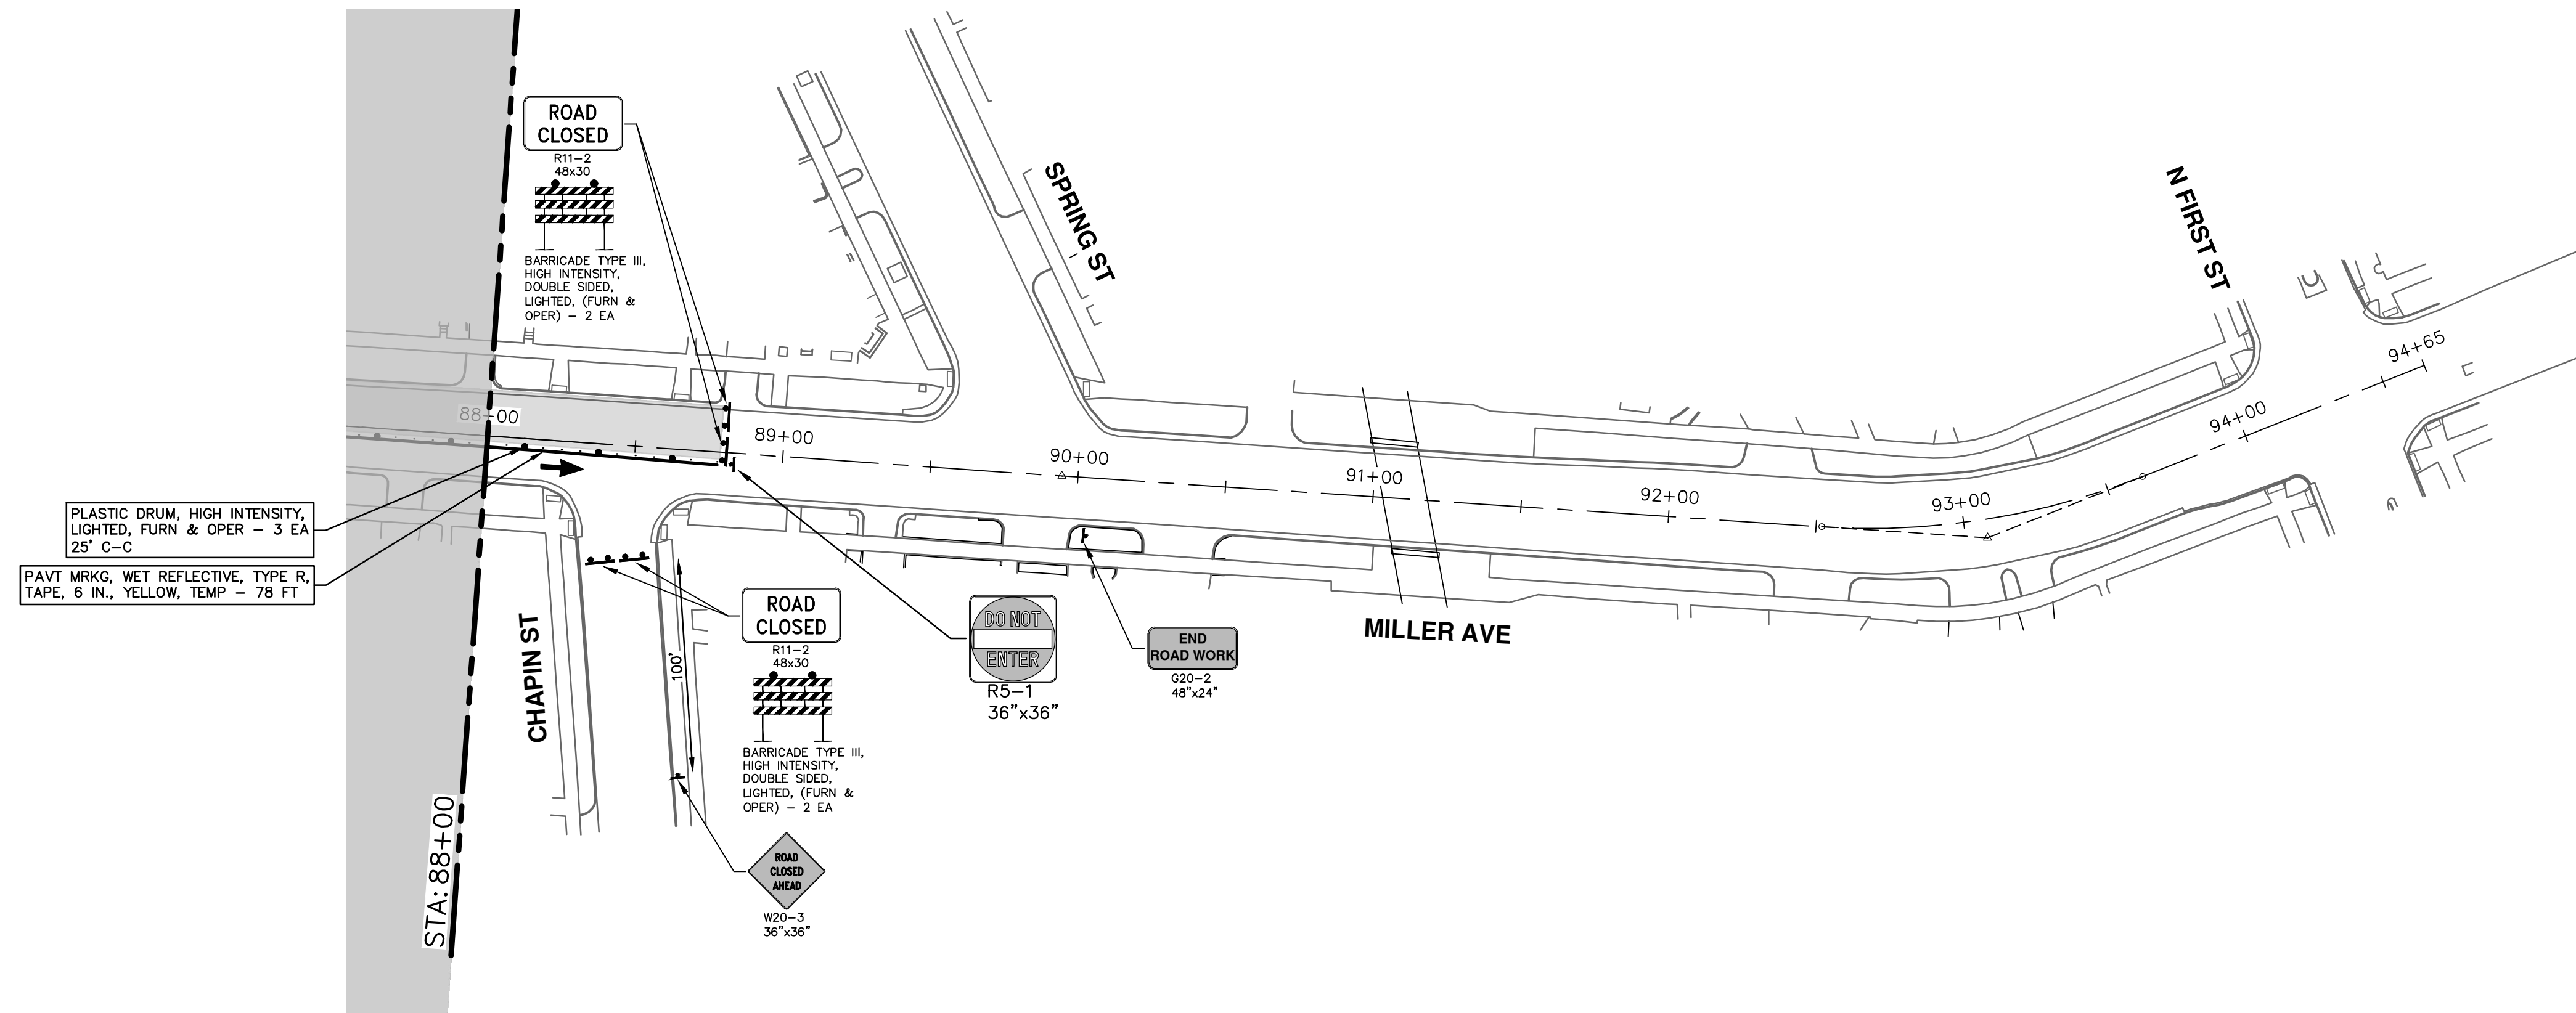 ROAD
CLOSED
R11-2
48x30
BARRICADE TYPE III,
HIGH INTENSITY,
DOUBLE SIDED,
LIGHTED, (FURN &
OPER) - 2 EA
SPRING ST
N FIRST ST
88+00
89+00
90+00
91+00
92+00
93+00
94+00
94+65
PLASTIC DRUM, HIGH INTENSITY,
LIGHTED, FURN & OPER - 3 EA
25' C-C
PAVT MRKG, WET REFLECTIVE, TYPE R,
TAPE, 6 IN., YELLOW, TEMP - 78 FT
STA: 88+00
CHAPIN ST
100'
ROAD
CLOSED
R11-2
48x30
BARRICADE TYPE III,
HIGH INTENSITY,
DOUBLE SIDED,
LIGHTED, (FURN &
OPER) - 2 EA
ROAD
CLOSED
AHEAD
W20-3
36"x36"
DO NOT
ENTER
R5-1
36"x36"
END
ROAD WORK
G20-2
48"x24"
MILLER AVE